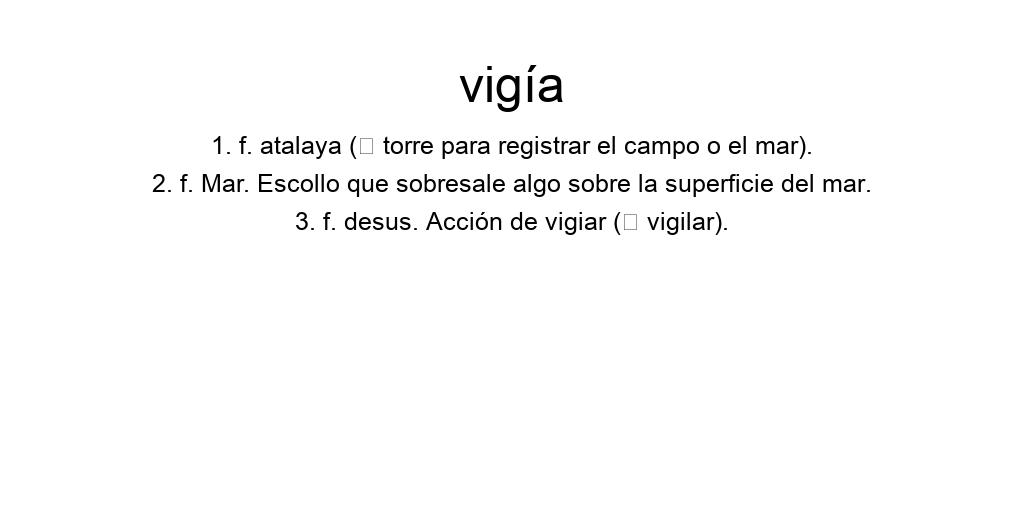 vigía
1. f. atalaya (□ torre para registrar el campo o el mar).
2. f. Mar. Escollo que sobresale algo sobre la superficie del mar.
3. f. desus. Acción de vigiar (□ vigilar).